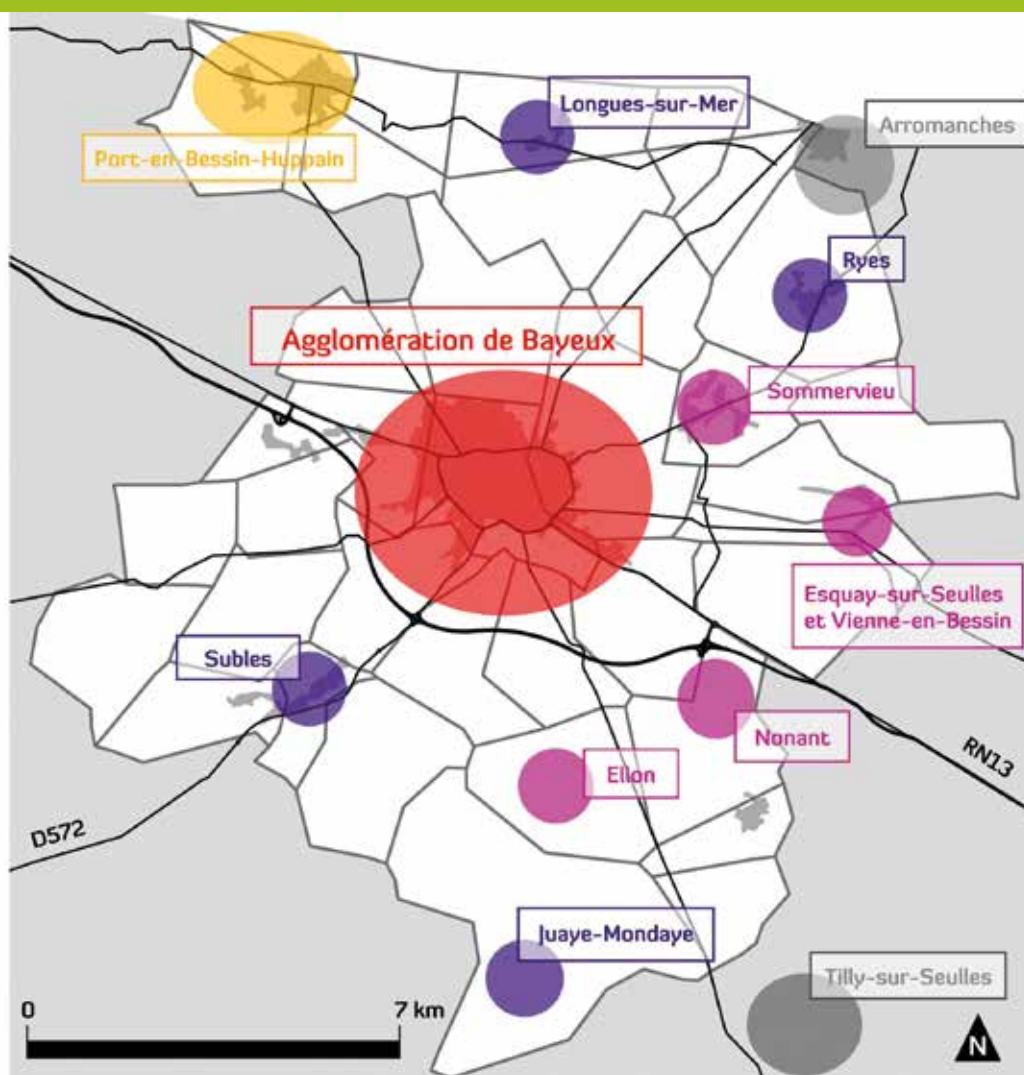 Longues-sur-Mer
Arromanches
Port-en-Bessin-Huppain
Ryes
Agglomération de Bayeux
Sommervieu
Esquay-sur-Seulles
et Vienne-en-Bessin
Subles
Nonant
Ellon
RN13
D572
Juaye-Mondaye
Tilly-sur-Seulles
0
7 km
N